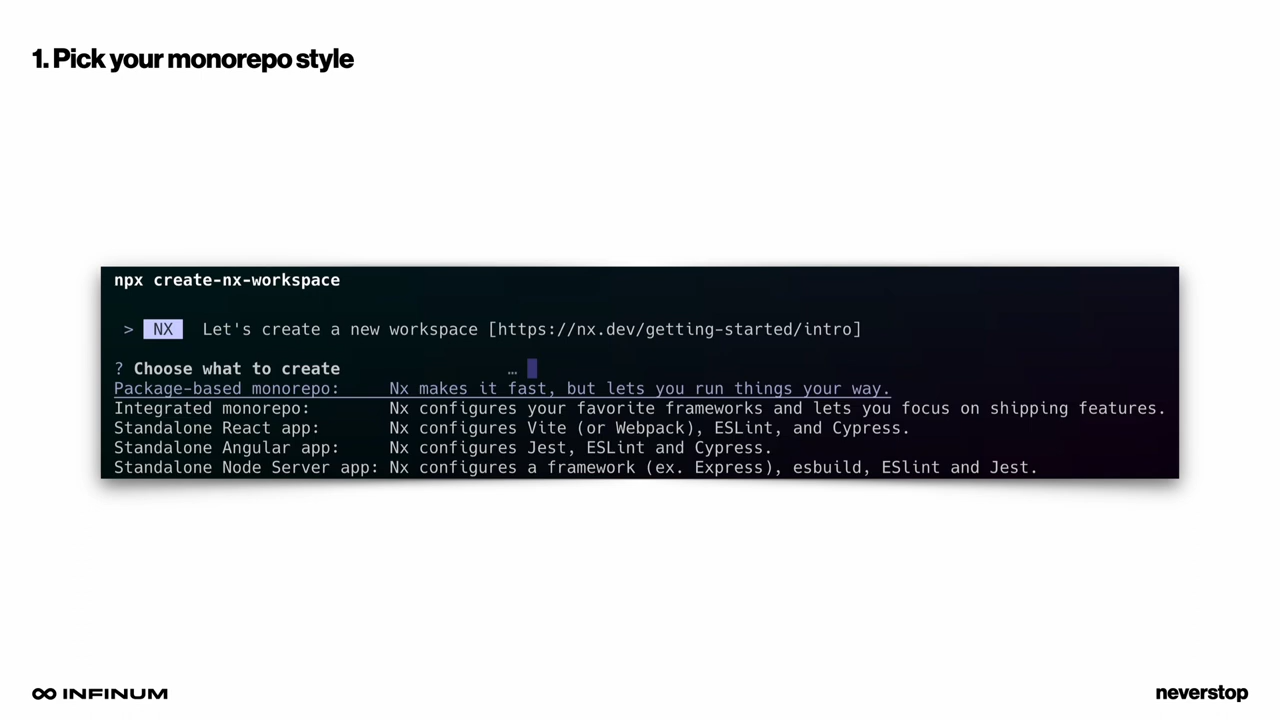 1. Pick your monorepo style
npx create-nx-workspace
> NX Let's create a new workspace [https://nx.dev/getting-started/intro]
? Choose what to create …
Package-based monorepo: Nx makes it fast, but lets you run things your way.
Integrated monorepo: Nx configures your favorite frameworks and lets you focus on shipping features.
Standalone React app: Nx configures Vite (or Webpack), ESLint, and Cypress.
Standalone Angular app: Nx configures Jest, ESLint and Cypress.
Standalone Node Server app: Nx configures a framework (ex. Express), esbuild, ESlint and Jest.
INFINUM
neverstop